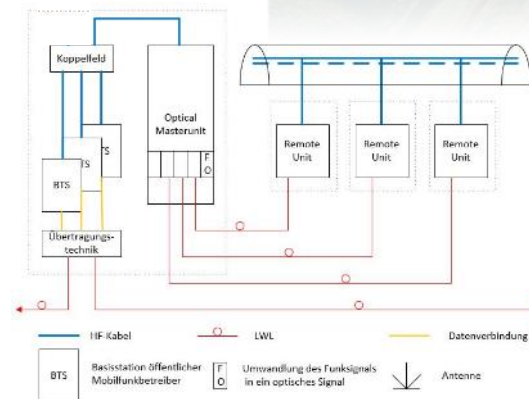 Koppelfeld
Optical
Masterunit
F
O
BTS
TS
TS
Übertragungs-
technik
Remote
Unit
Remote
Unit
Remote
Unit
HF-Kabel
LWL
Datenverbindung
BTS
Basisstation öffentlicher
Mobilfunkbetreiber
F
O
Umwandlung des Funksignals
in ein optisches Signal
Antenne